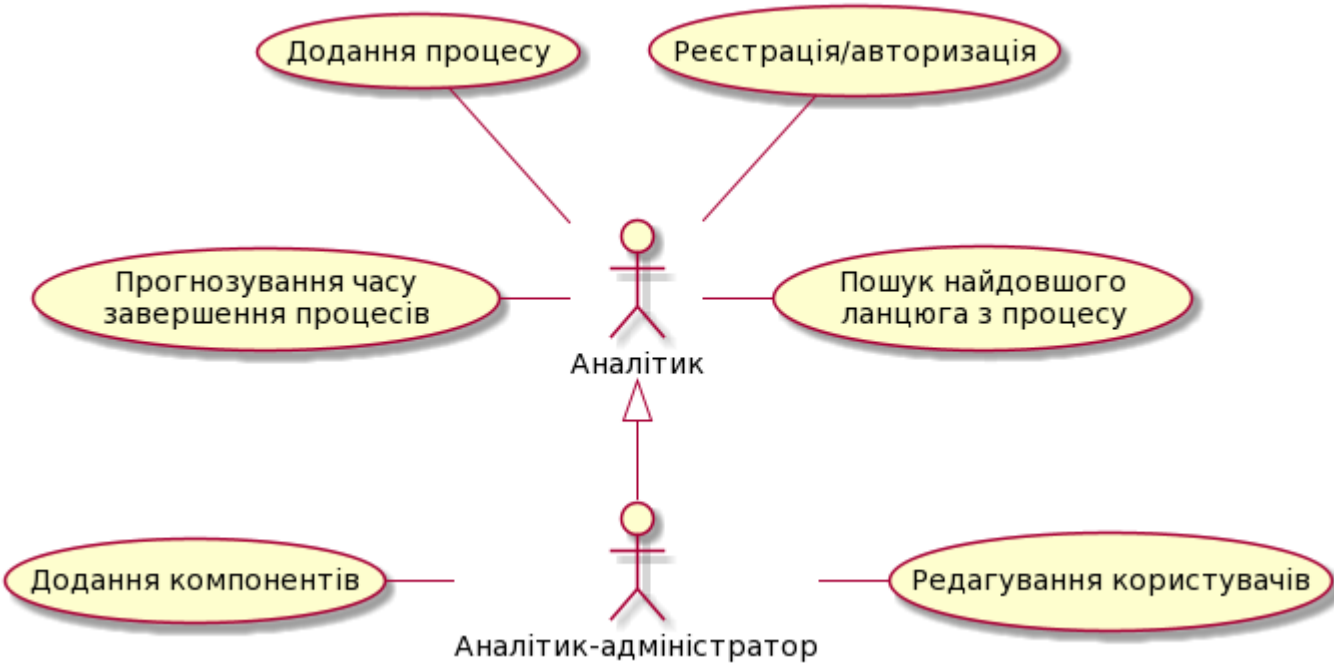 Додання процесу
Реєстрація/авторизація
Прогнозування часу
завершення процесів
Пошук найдовшого
ланцюга з процесу
Аналітик
Додання компонентів
Редагування користувачів
Аналітик-адміністратор